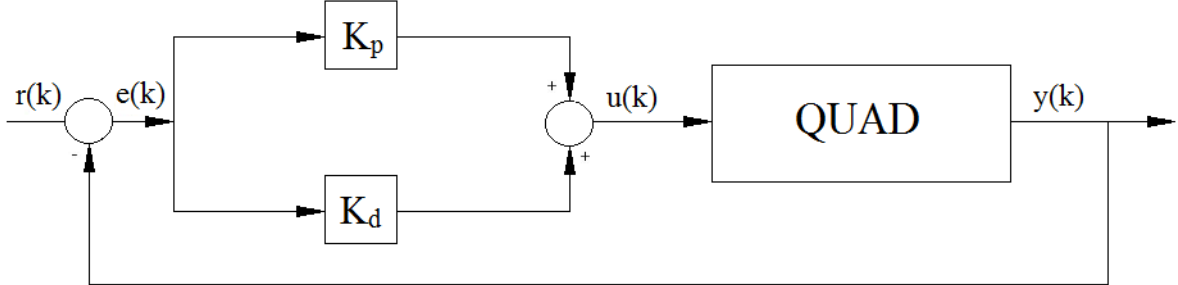 K_p
r(k) e(k) + u(k) QUAD y(k)
- +
K_d